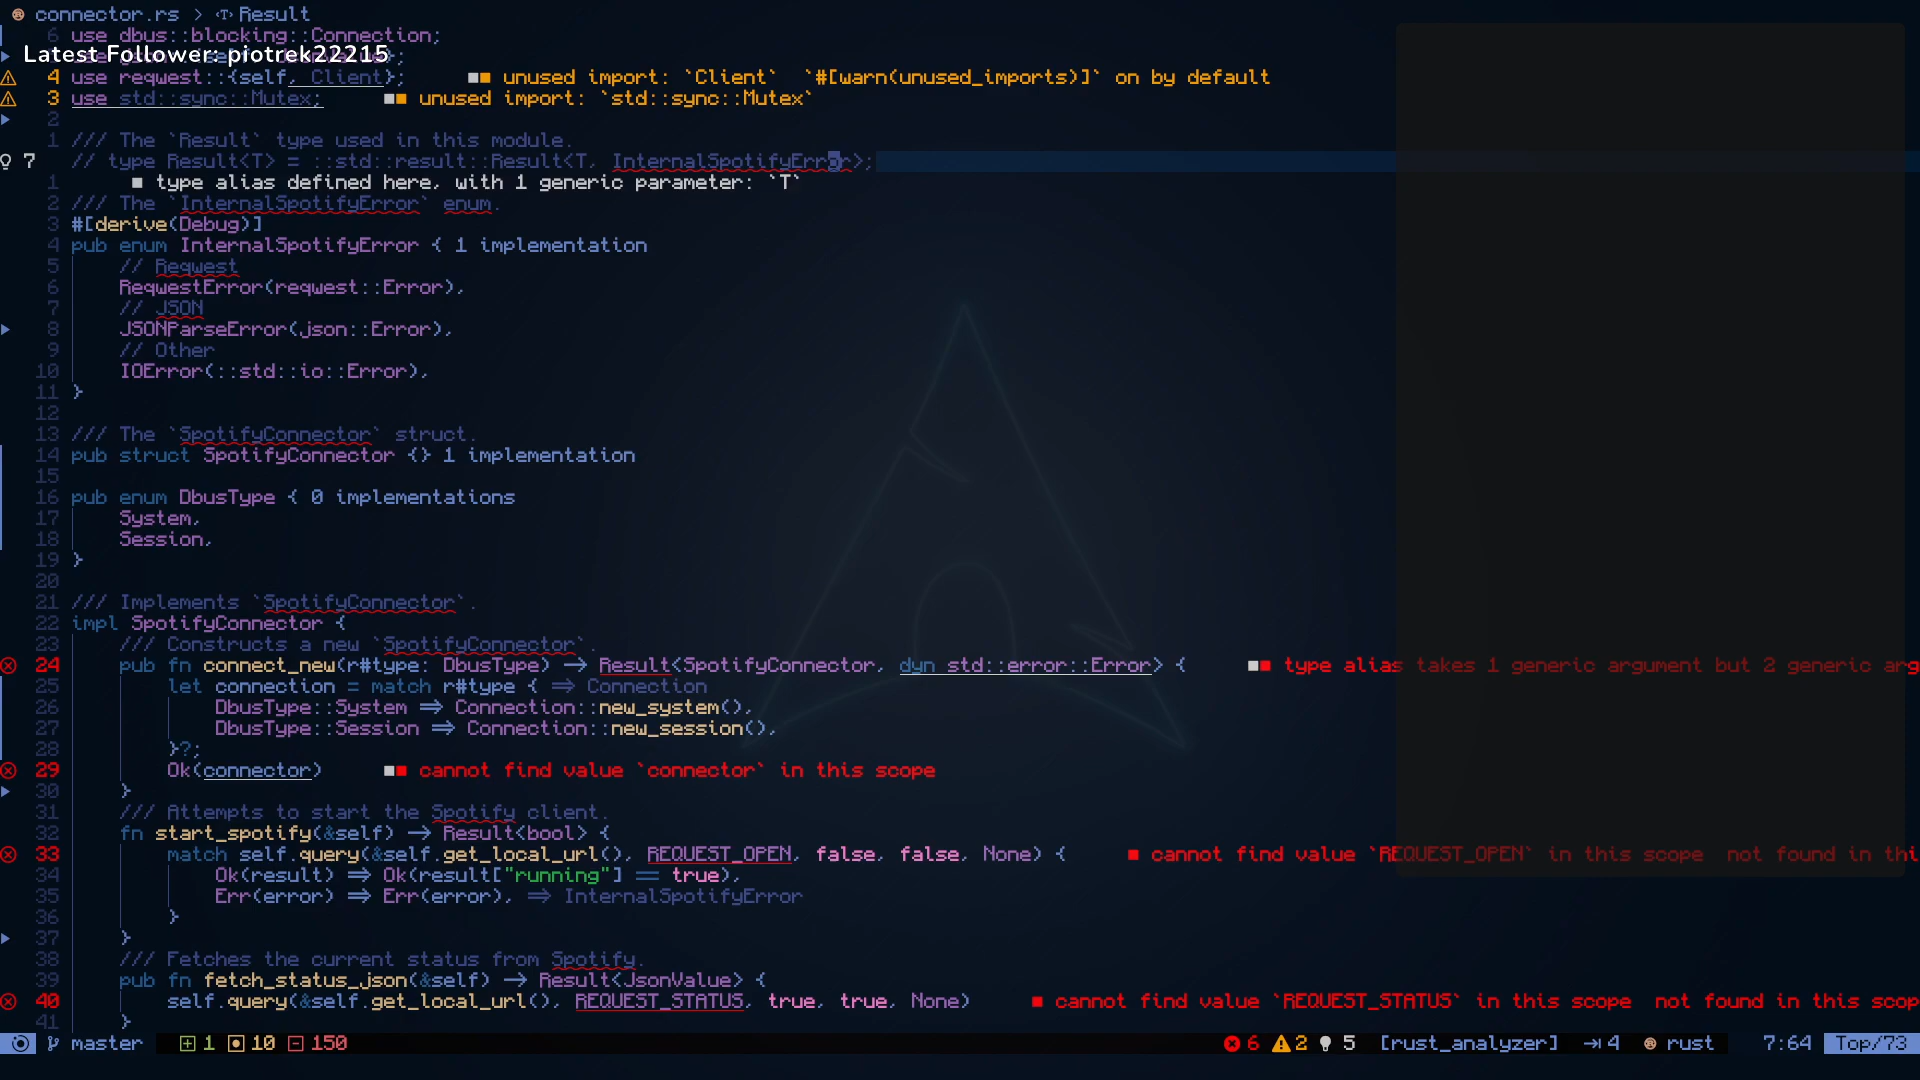 connector.rs > Result
6 use dbus::blocking::Connection;
Latest Follower: piotrek22215
4 use reqwest::{self, Client}; ■■ unused import: `Client` `#[warn(unused_imports)]` on by default
3 use std::sync::Mutex; ■■ unused import: `std::sync::Mutex`
2
1 /// The `Result` type used in this module.
7 // type Result<T> = ::std::result::Result<T, InternalSpotifyError>;
1 ■ type alias defined here, with 1 generic parameter: `T`
2 /// The `InternalSpotifyError` enum.
3 #[derive(Debug)]
4 pub enum InternalSpotifyError { 1 implementation
5 // Reqwest
6 ReqwestError(reqwest::Error),
7 // JSON
8 JSONParseError(json::Error),
9 // Other
10 IOError(::std::io::Error),
11 }
12
13 /// The `SpotifyConnector` struct.
14 pub struct SpotifyConnector {} 1 implementation
15
16 pub enum DbusType { 0 implementations
17 System,
18 Session,
19 }
20
21 /// Implements `SpotifyConnector`.
22 impl SpotifyConnector {
23 /// Constructs a new `SpotifyConnector`.
24 pub fn connect_new(r#type: DbusType) -> Result<SpotifyConnector, dyn std::error::Error> { ■■ type alias takes 1 generic argument but 2 generic arg
25 let connection = match r#type { => Connection
26 DbusType::System => Connection::new_system(),
27 DbusType::Session => Connection::new_session(),
28 }?;
29 Ok(connector) ■■ cannot find value `connector` in this scope
30 }
31 /// Attempts to start the Spotify client.
32 fn start_spotify(&self) -> Result<bool> {
33 match self.query(&self.get_local_url(), REQUEST_OPEN, false, false, None) { ■ cannot find value `REQUEST_OPEN` in this scope not found in thi
34 Ok(result) => Ok(result["running"] == true),
35 Err(error) => Err(error), => InternalSpotifyError
36 }
37 }
38 /// Fetches the current status from Spotify.
39 pub fn fetch_status_json(&self) -> Result<JsonValue> {
40 self.query(&self.get_local_url(), REQUEST_STATUS, true, true, None) ■ cannot find value `REQUEST_STATUS` in this scope not found in this scop
41 }
master 1 10 150 6 2 5 [rust_analyzer] 4 rust 7:64 Top/73